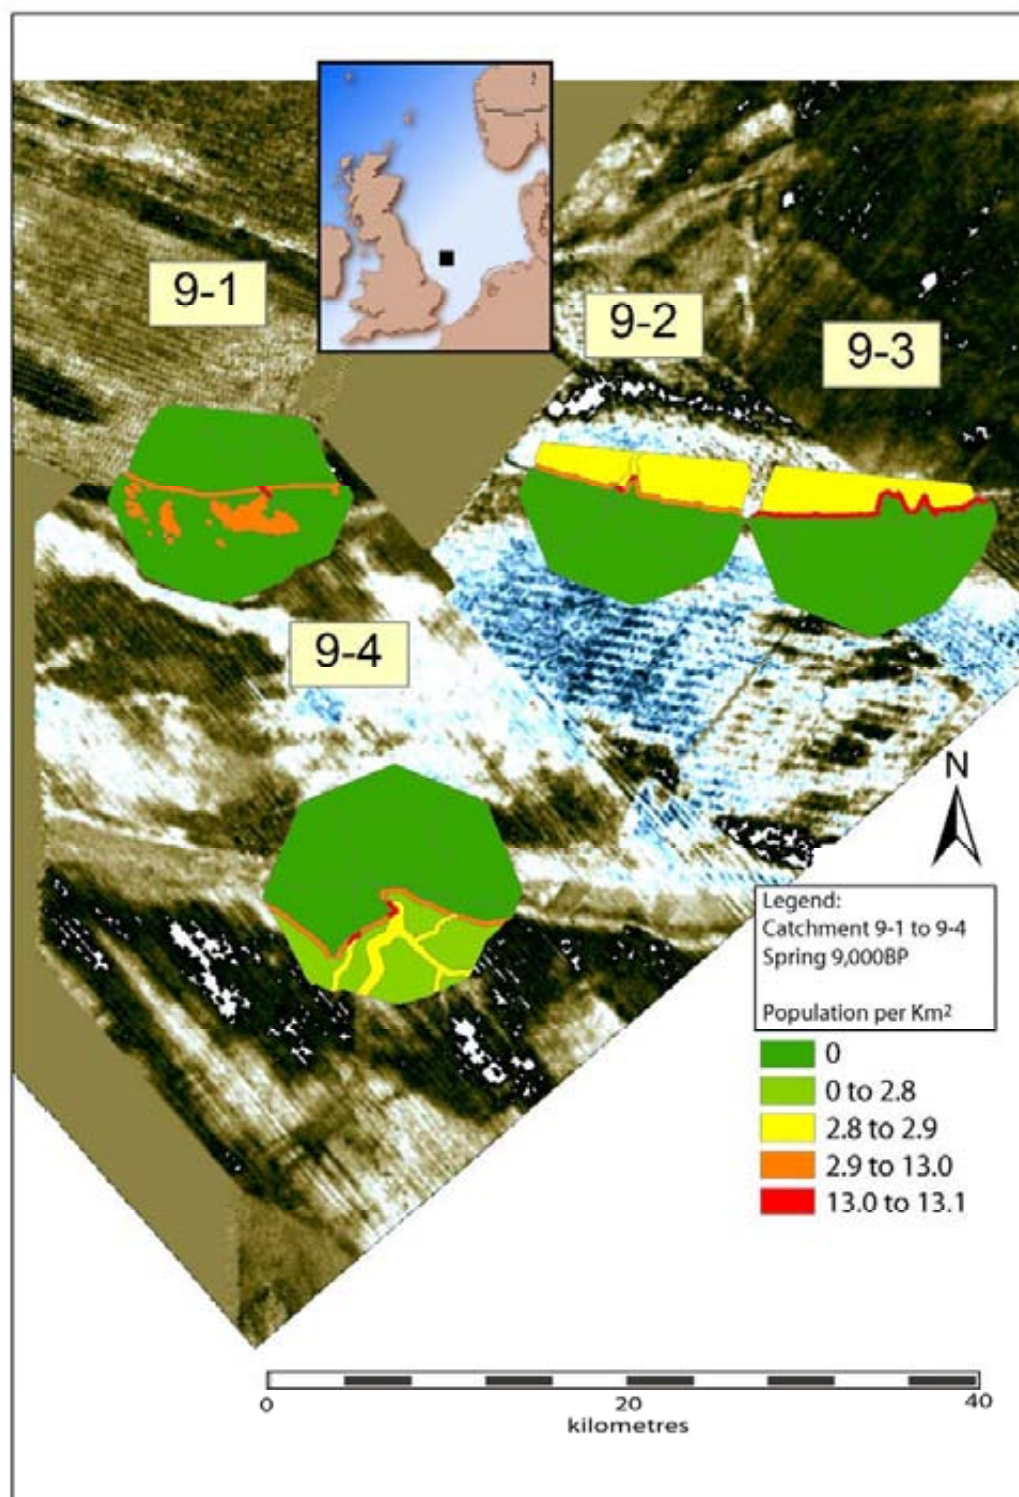 9-1
9-2
9-3
9-4
N
Legend:
Catchment 9-1 to 9-4
Spring 9,000BP
Population per Km²
0
0 to 2.8
2.8 to 2.9
2.9 to 13.0
13.0 to 13.1
0 20 40
kilometres